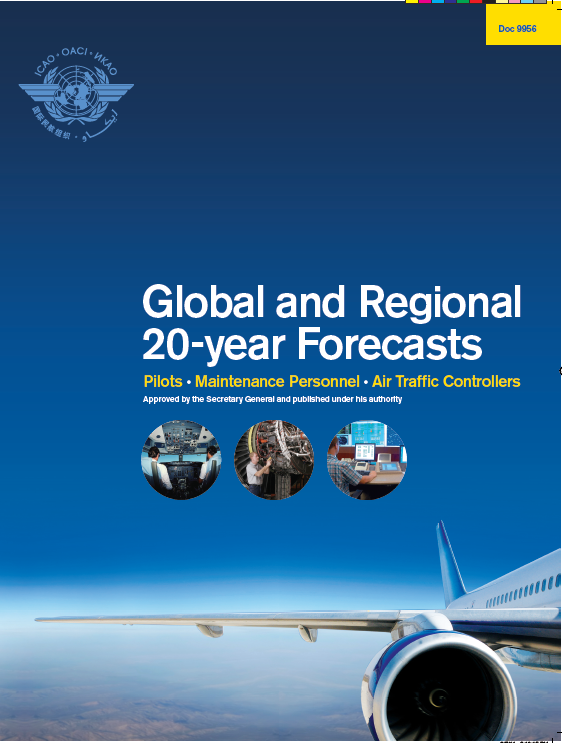 Doc 9956
ICAO • OACI • ИКАО
国际民航组织 • إيكاو
Global and Regional
20-year Forecasts
Pilots • Maintenance Personnel • Air Traffic Controllers
Approved by the Secretary General and published under his authority